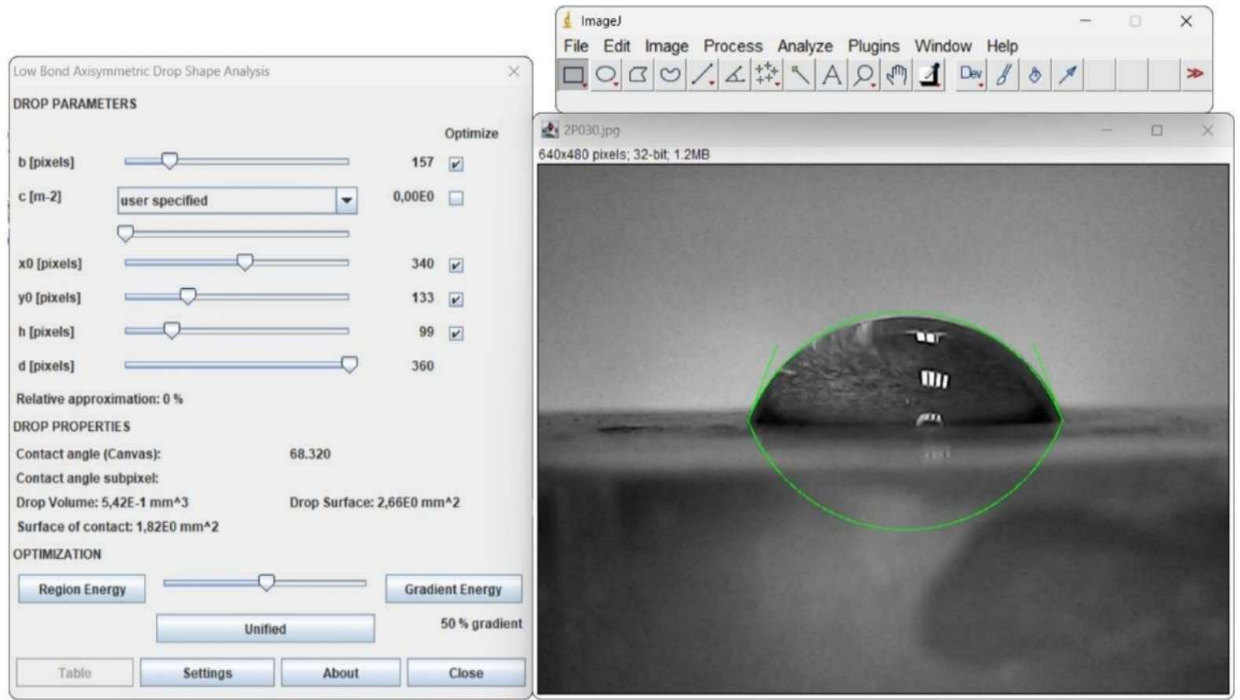 ImageJ
File Edit Image Process Analyze Plugins Window Help
Dev
Low Bond Axisymmetric Drop Shape Analysis
DROP PARAMETERS
Optimize
b [pixels] 157
c [m-2] user specified 0,00E0
x0 [pixels] 340
y0 [pixels] 133
h [pixels] 99
d [pixels] 360
Relative approximation: 0 %
DROP PROPERTIES
Contact angle (Canvas): 68.320
Contact angle subpixel:
Drop Volume: 5,42E-1 mm^3 Drop Surface: 2,66E0 mm^2
Surface of contact: 1,82E0 mm^2
OPTIMIZATION
Region Energy Gradient Energy
Unified 50 % gradient
Table Settings About Close
2P030.jpg
640x480 pixels; 32-bit; 1.2MB